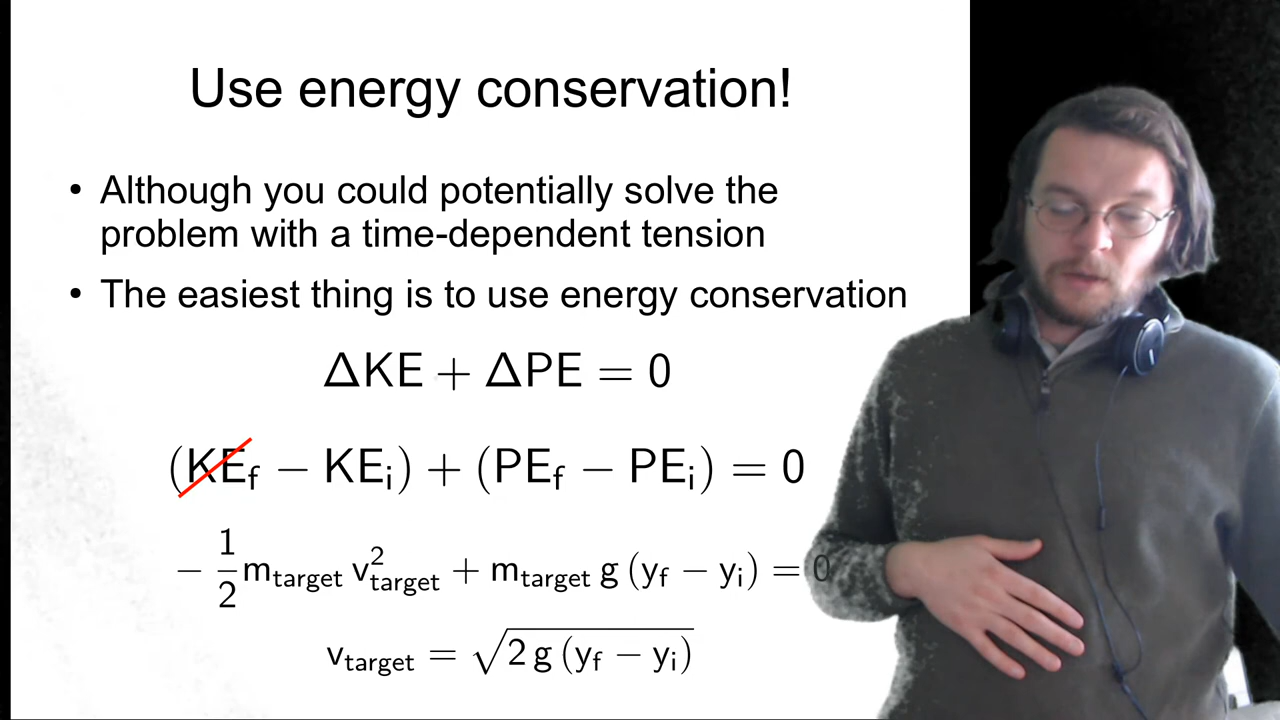 Use energy conservation!
• Although you could potentially solve the
problem with a time-dependent tension
• The easiest thing is to use energy conservation
ΔKE + ΔPE = 0
(KE_f − KE_i) + (PE_f − PE_i) = 0
− 1/2 m_target v²_target + m_target g (y_f − y_i) = 0
v_target = √(2 g (y_f − y_i))